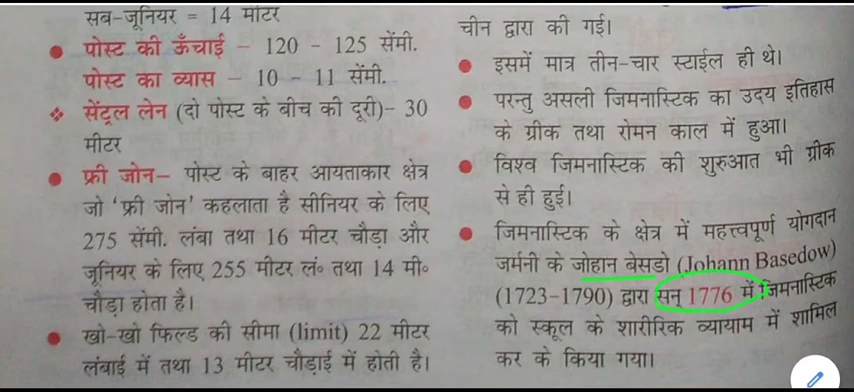 सब-जूनियर = 14 मीटर
पोस्ट की ऊँचाई – 120 - 125 सेंमी.
पोस्ट का व्यास – 10 – 11 सेंमी.
सेंट्रल लेन (दो पोस्ट के बीच की दूरी)– 30
मीटर
फ्री जोन– पोस्ट के बाहर आयताकार क्षेत्र
जो ‘फ्री जोन’ कहलाता है सीनियर के लिए
275 सेंमी. लंबा तथा 16 मीटर चौड़ा और
जूनियर के लिए 255 मीटर लं० तथा 14 मी०
चौड़ा होता है।
खो-खो फिल्ड की सीमा (limit) 22 मीटर
लंबाई में तथा 13 मीटर चौड़ाई में होती है।
चीन द्वारा की गई।
इसमें मात्र तीन-चार स्टाईल ही थे।
परन्तु असली जिमनास्टिक का उदय इतिहास
के ग्रीक तथा रोमन काल में हुआ।
विश्व जिमनास्टिक की शुरुआत भी ग्रीक
से ही हुई।
जिमनास्टिक के क्षेत्र में महत्त्वपूर्ण योगदान
जर्मनी के जोहान बेसडो (Johann Basedow)
(1723-1790) द्वारा सन् 1776 में जिमनास्टिक
को स्कूल के शारीरिक व्यायाम में शामिल
कर के किया गया।